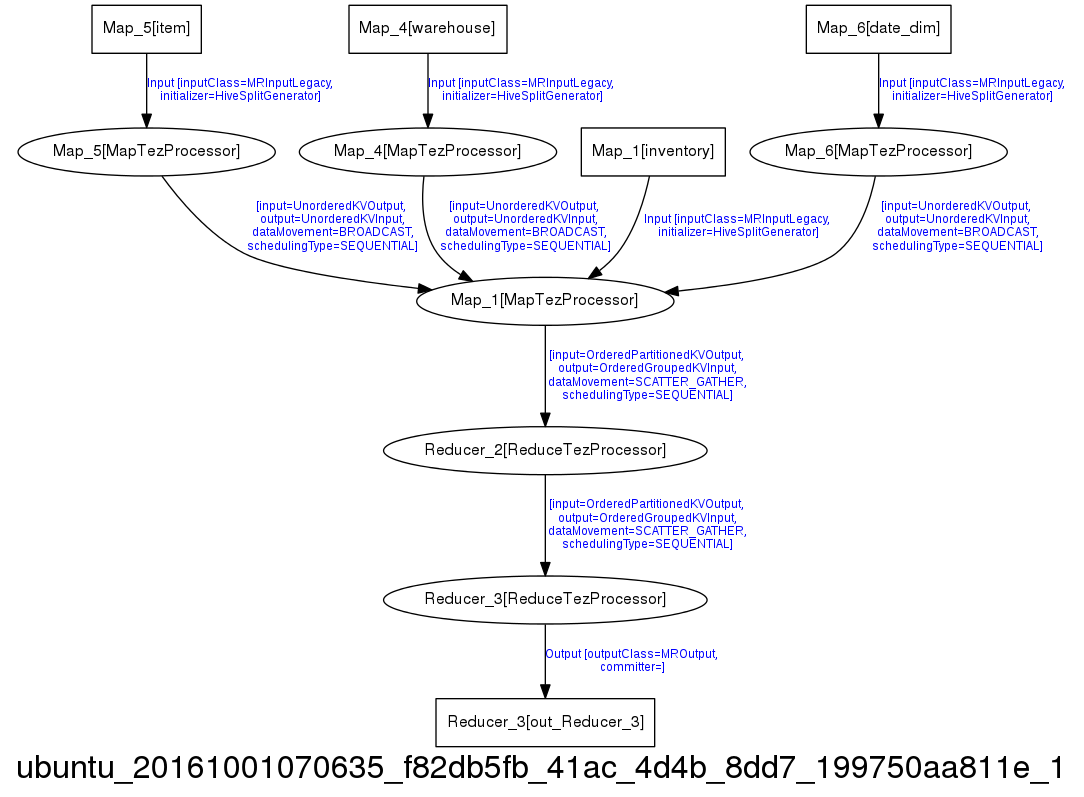 Map_5[item]
Map_4[warehouse]
Map_6[date_dim]
Input [inputClass=MRInputLegacy,
initializer=HiveSplitGenerator]
Input [inputClass=MRInputLegacy,
initializer=HiveSplitGenerator]
Input [inputClass=MRInputLegacy,
initializer=HiveSplitGenerator]
Map_5[MapTezProcessor]
Map_4[MapTezProcessor]
Map_1[inventory]
Map_6[MapTezProcessor]
[input=UnorderedKVOutput,
output=UnorderedKVInput,
dataMovement=BROADCAST,
schedulingType=SEQUENTIAL]
[input=UnorderedKVOutput,
output=UnorderedKVInput,
dataMovement=BROADCAST,
schedulingType=SEQUENTIAL]
Input [inputClass=MRInputLegacy,
initializer=HiveSplitGenerator]
[input=UnorderedKVOutput,
output=UnorderedKVInput,
dataMovement=BROADCAST,
schedulingType=SEQUENTIAL]
Map_1[MapTezProcessor]
[input=OrderedPartitionedKVOutput,
output=OrderedGroupedKVInput,
dataMovement=SCATTER_GATHER,
schedulingType=SEQUENTIAL]
Reducer_2[ReduceTezProcessor]
[input=OrderedPartitionedKVOutput,
output=OrderedGroupedKVInput,
dataMovement=SCATTER_GATHER,
schedulingType=SEQUENTIAL]
Reducer_3[ReduceTezProcessor]
Output [outputClass=MROutput,
committer=]
Reducer_3[out_Reducer_3]
ubuntu_20161001070635_f82db5fb_41ac_4d4b_8dd7_199750aa811e_1